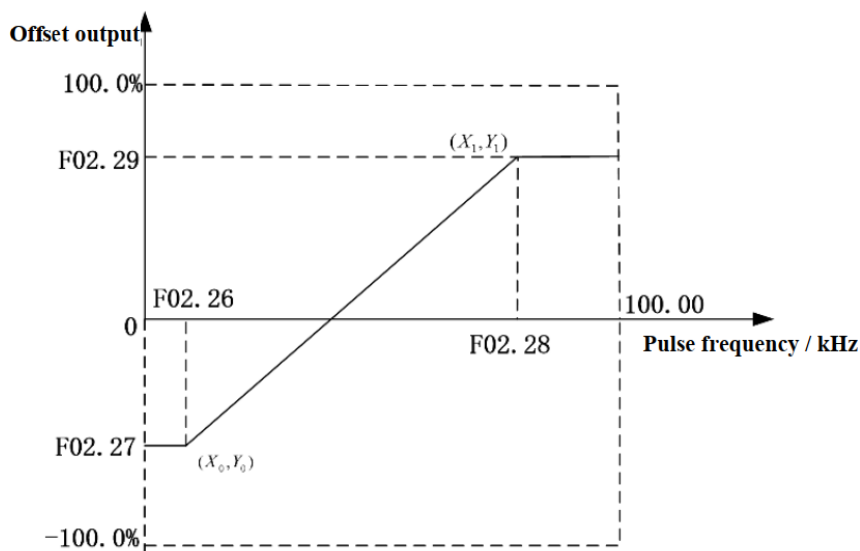 Offset output
100.0%
(X₁,Y₁)
F02.29
F02.26
100.00
0
F02.28
Pulse frequency / kHz
F02.27
(X₀,Y₀)
-100.0%